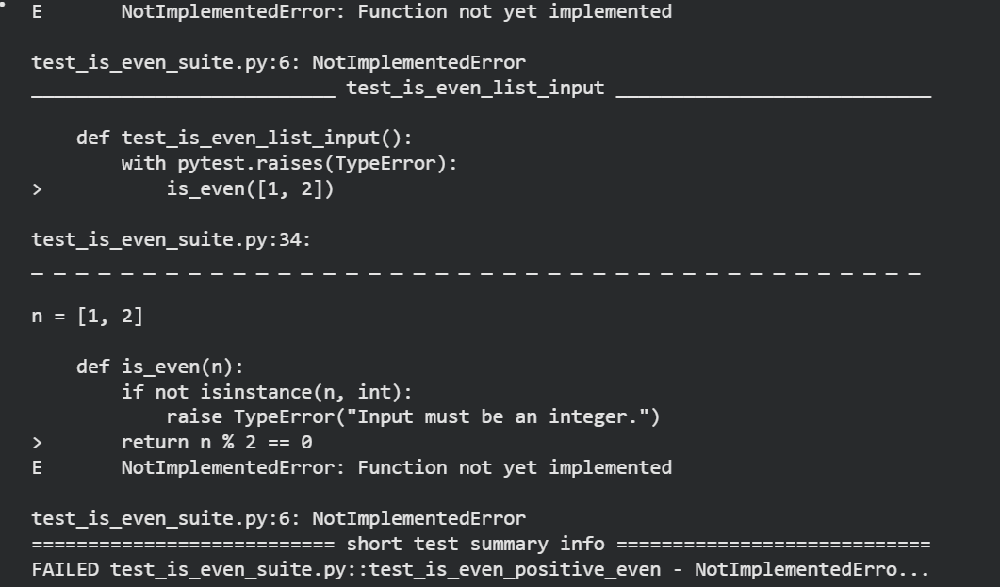 E       NotImplementedError: Function not yet implemented

test_is_even_suite.py:6: NotImplementedError
___________________________ test_is_even_list_input ____________________________

    def test_is_even_list_input():
        with pytest.raises(TypeError):
>           is_even([1, 2])

test_is_even_suite.py:34:
_ _ _ _ _ _ _ _ _ _ _ _ _ _ _ _ _ _ _ _ _ _ _ _ _ _ _ _ _ _ _ _ _ _ _ _ _ _ _ _

n = [1, 2]

    def is_even(n):
        if not isinstance(n, int):
            raise TypeError("Input must be an integer.")
>       return n % 2 == 0
E       NotImplementedError: Function not yet implemented

test_is_even_suite.py:6: NotImplementedError
=========================== short test summary info ============================
FAILED test_is_even_suite.py::test_is_even_positive_even - NotImplementedErro...